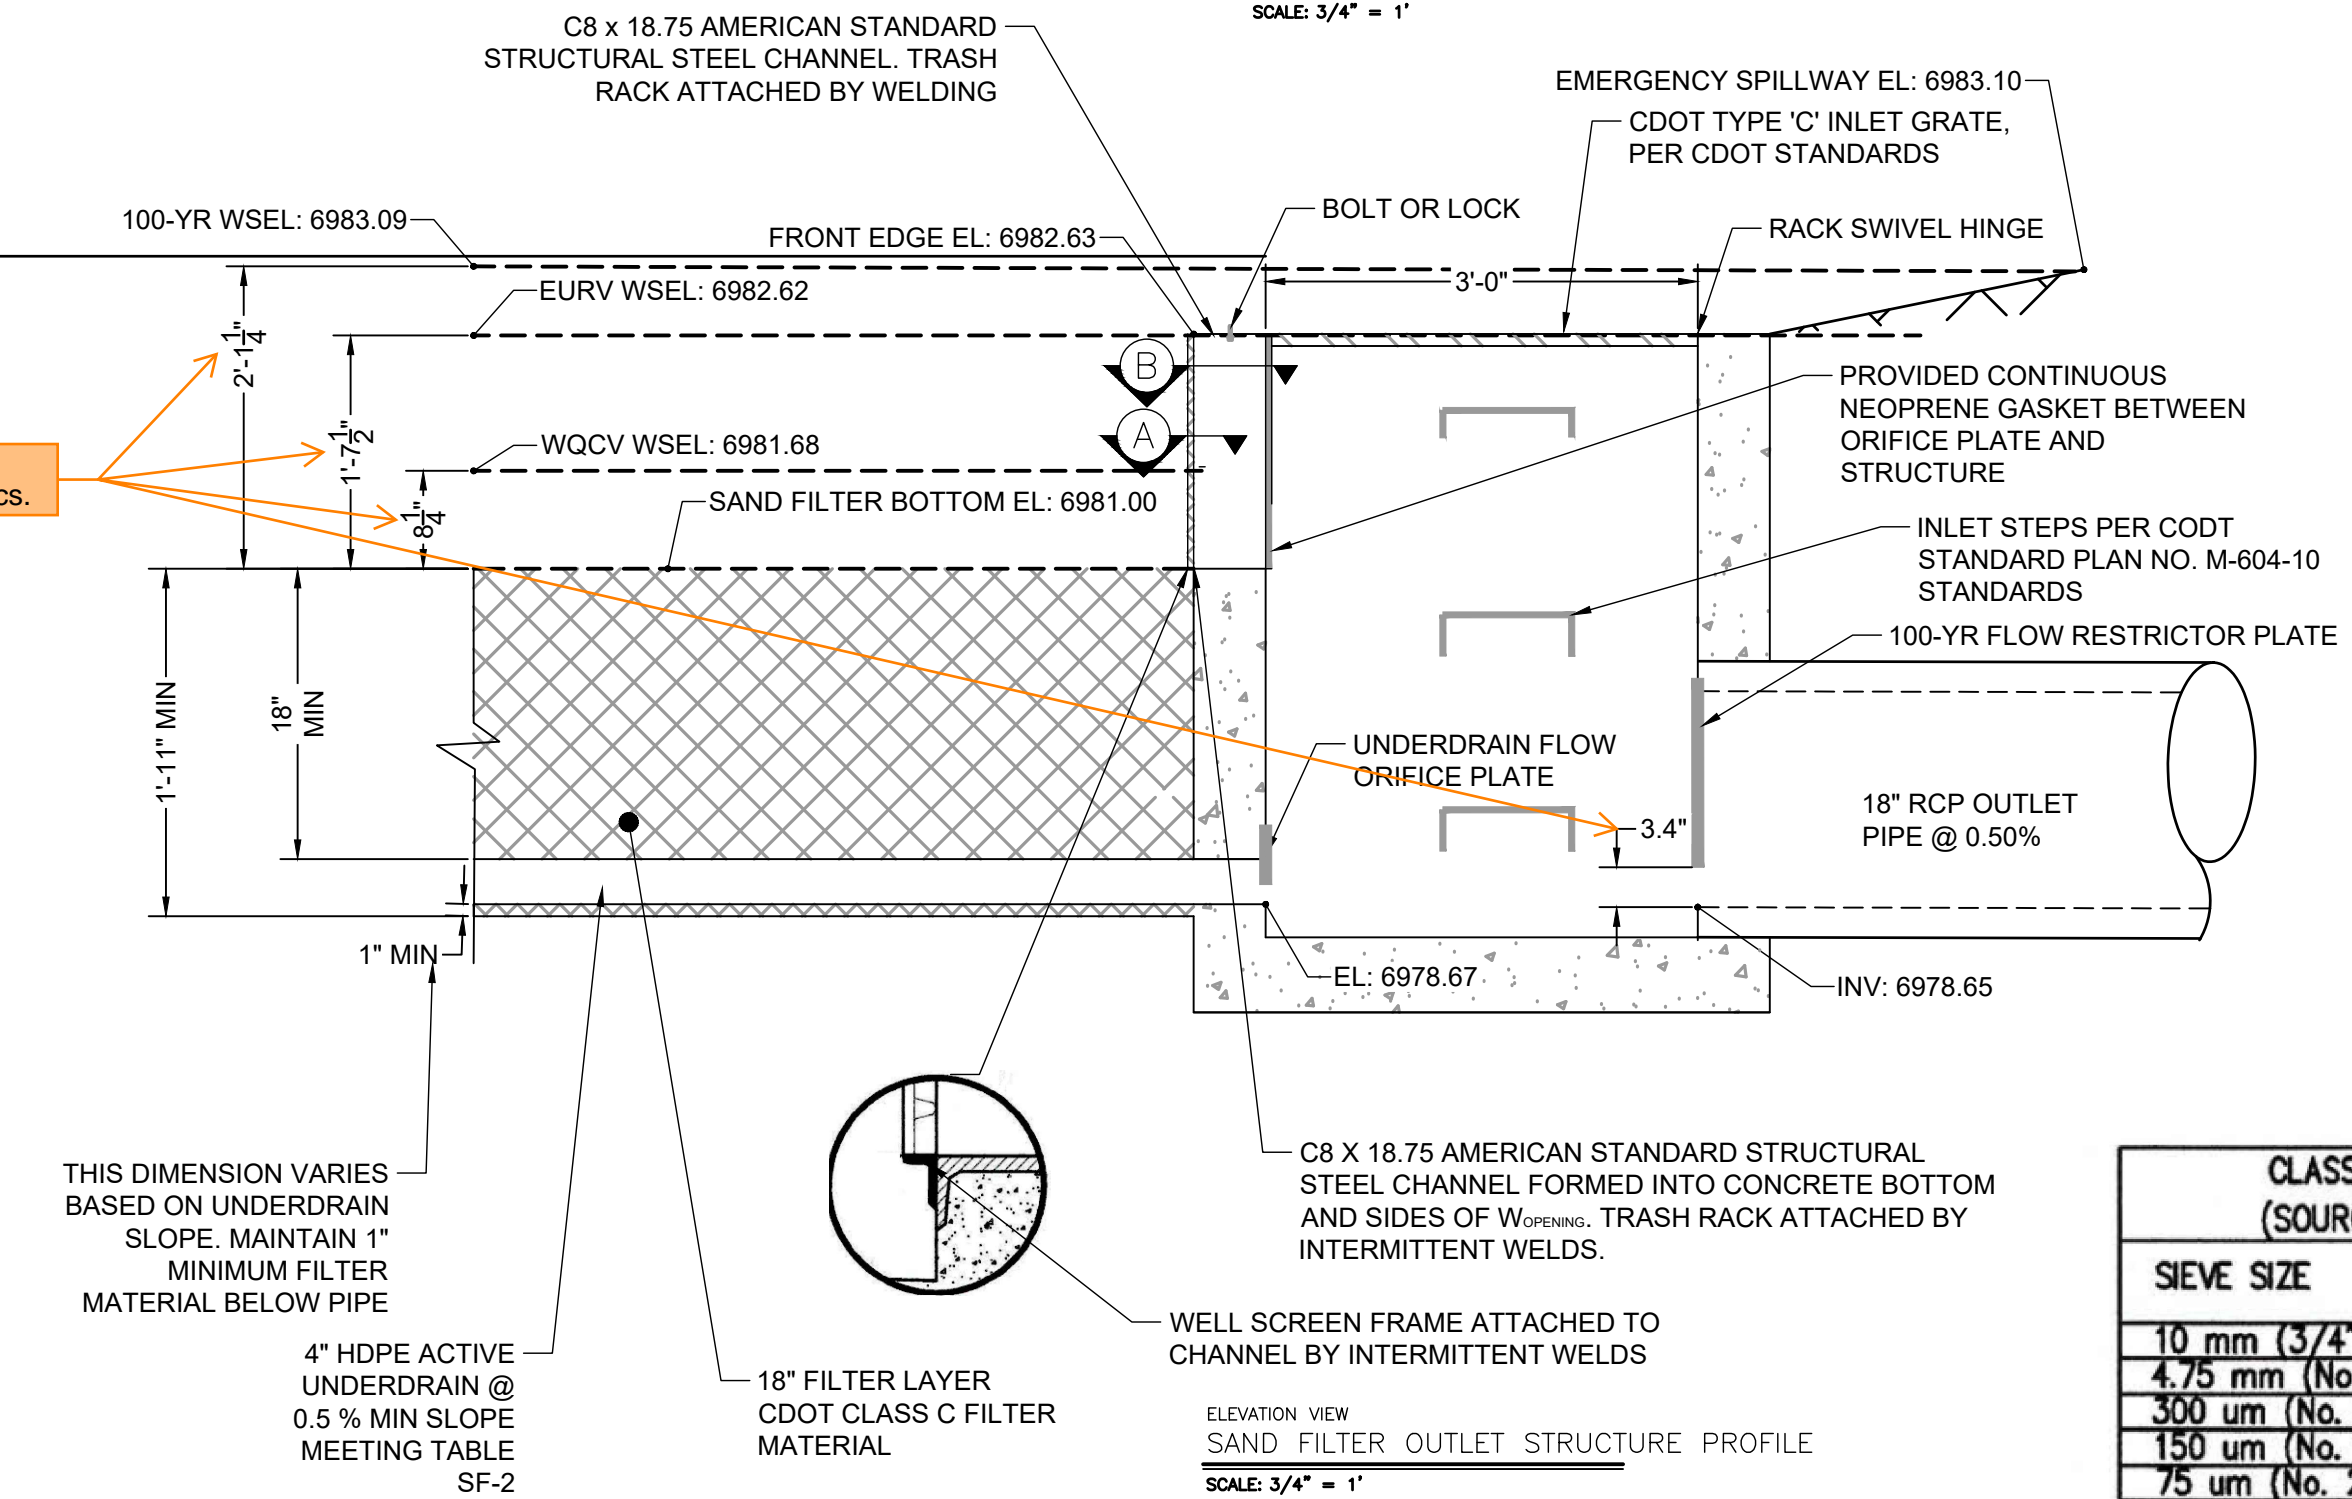 SCALE: 3/4" = 1'
C8 x 18.75 AMERICAN STANDARD
STRUCTURAL STEEL CHANNEL. TRASH
RACK ATTACHED BY WELDING
EMERGENCY SPILLWAY EL: 6983.10
CDOT TYPE 'C' INLET GRATE,
PER CDOT STANDARDS
BOLT OR LOCK
100-YR WSEL: 6983.09
FRONT EDGE EL: 6982.63
RACK SWIVEL HINGE
EURV WSEL: 6982.62
3'-0"
2'-1 1/4"
1'-7 1/2"
B
PROVIDED CONTINUOUS
NEOPRENE GASKET BETWEEN
ORIFICE PLATE AND
STRUCTURE
A
WQCV WSEL: 6981.68
cs.
8 1/4"
SAND FILTER BOTTOM EL: 6981.00
INLET STEPS PER CODT
STANDARD PLAN NO. M-604-10
STANDARDS
100-YR FLOW RESTRICTOR PLATE
1'-11" MIN
18"
MIN
UNDERDRAIN FLOW
ORIFICE PLATE
3.4"
18" RCP OUTLET
PIPE @ 0.50%
1" MIN
EL: 6978.67
INV: 6978.65
THIS DIMENSION VARIES
BASED ON UNDERDRAIN
SLOPE. MAINTAIN 1"
MINIMUM FILTER
MATERIAL BELOW PIPE
C8 X 18.75 AMERICAN STANDARD STRUCTURAL
STEEL CHANNEL FORMED INTO CONCRETE BOTTOM
AND SIDES OF WOPENING. TRASH RACK ATTACHED BY
INTERMITTENT WELDS.
WELL SCREEN FRAME ATTACHED TO
CHANNEL BY INTERMITTENT WELDS
4" HDPE ACTIVE
UNDERDRAIN @
0.5 % MIN SLOPE
MEETING TABLE
SF-2
18" FILTER LAYER
CDOT CLASS C FILTER
MATERIAL
ELEVATION VIEW
SAND FILTER OUTLET STRUCTURE PROFILE
SCALE: 3/4" = 1'
CLASS
(SOUR
SIEVE SIZE
10 mm (3/4"
4.75 mm (No
300 um (No.
150 um (No.
75 um (No.